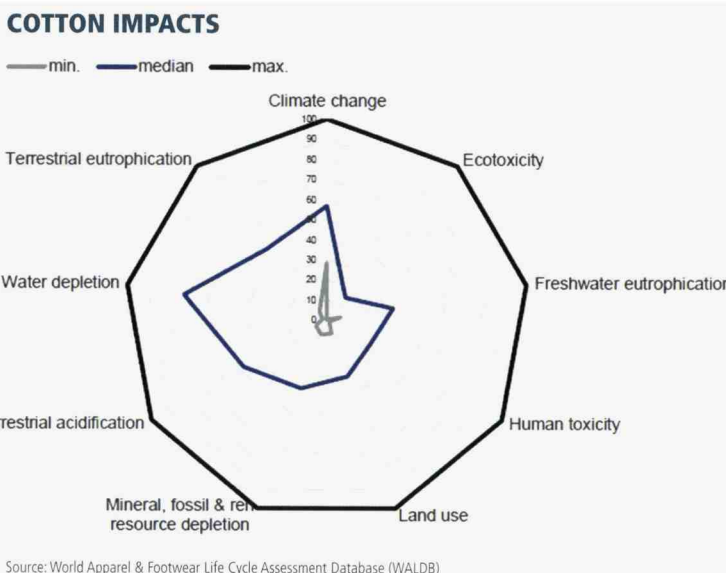 COTTON IMPACTS
min. median max.
Climate change
100
90
80
70
60
50
40
30
20
10
0
Terrestrial eutrophication
Ecotoxicity
Water depletion
Freshwater eutrophication
restrial acidification
Human toxicity
Mineral, fossil & ren
resource depletion
Land use
Source: World Apparel & Footwear Life Cycle Assessment Database (WALDB)